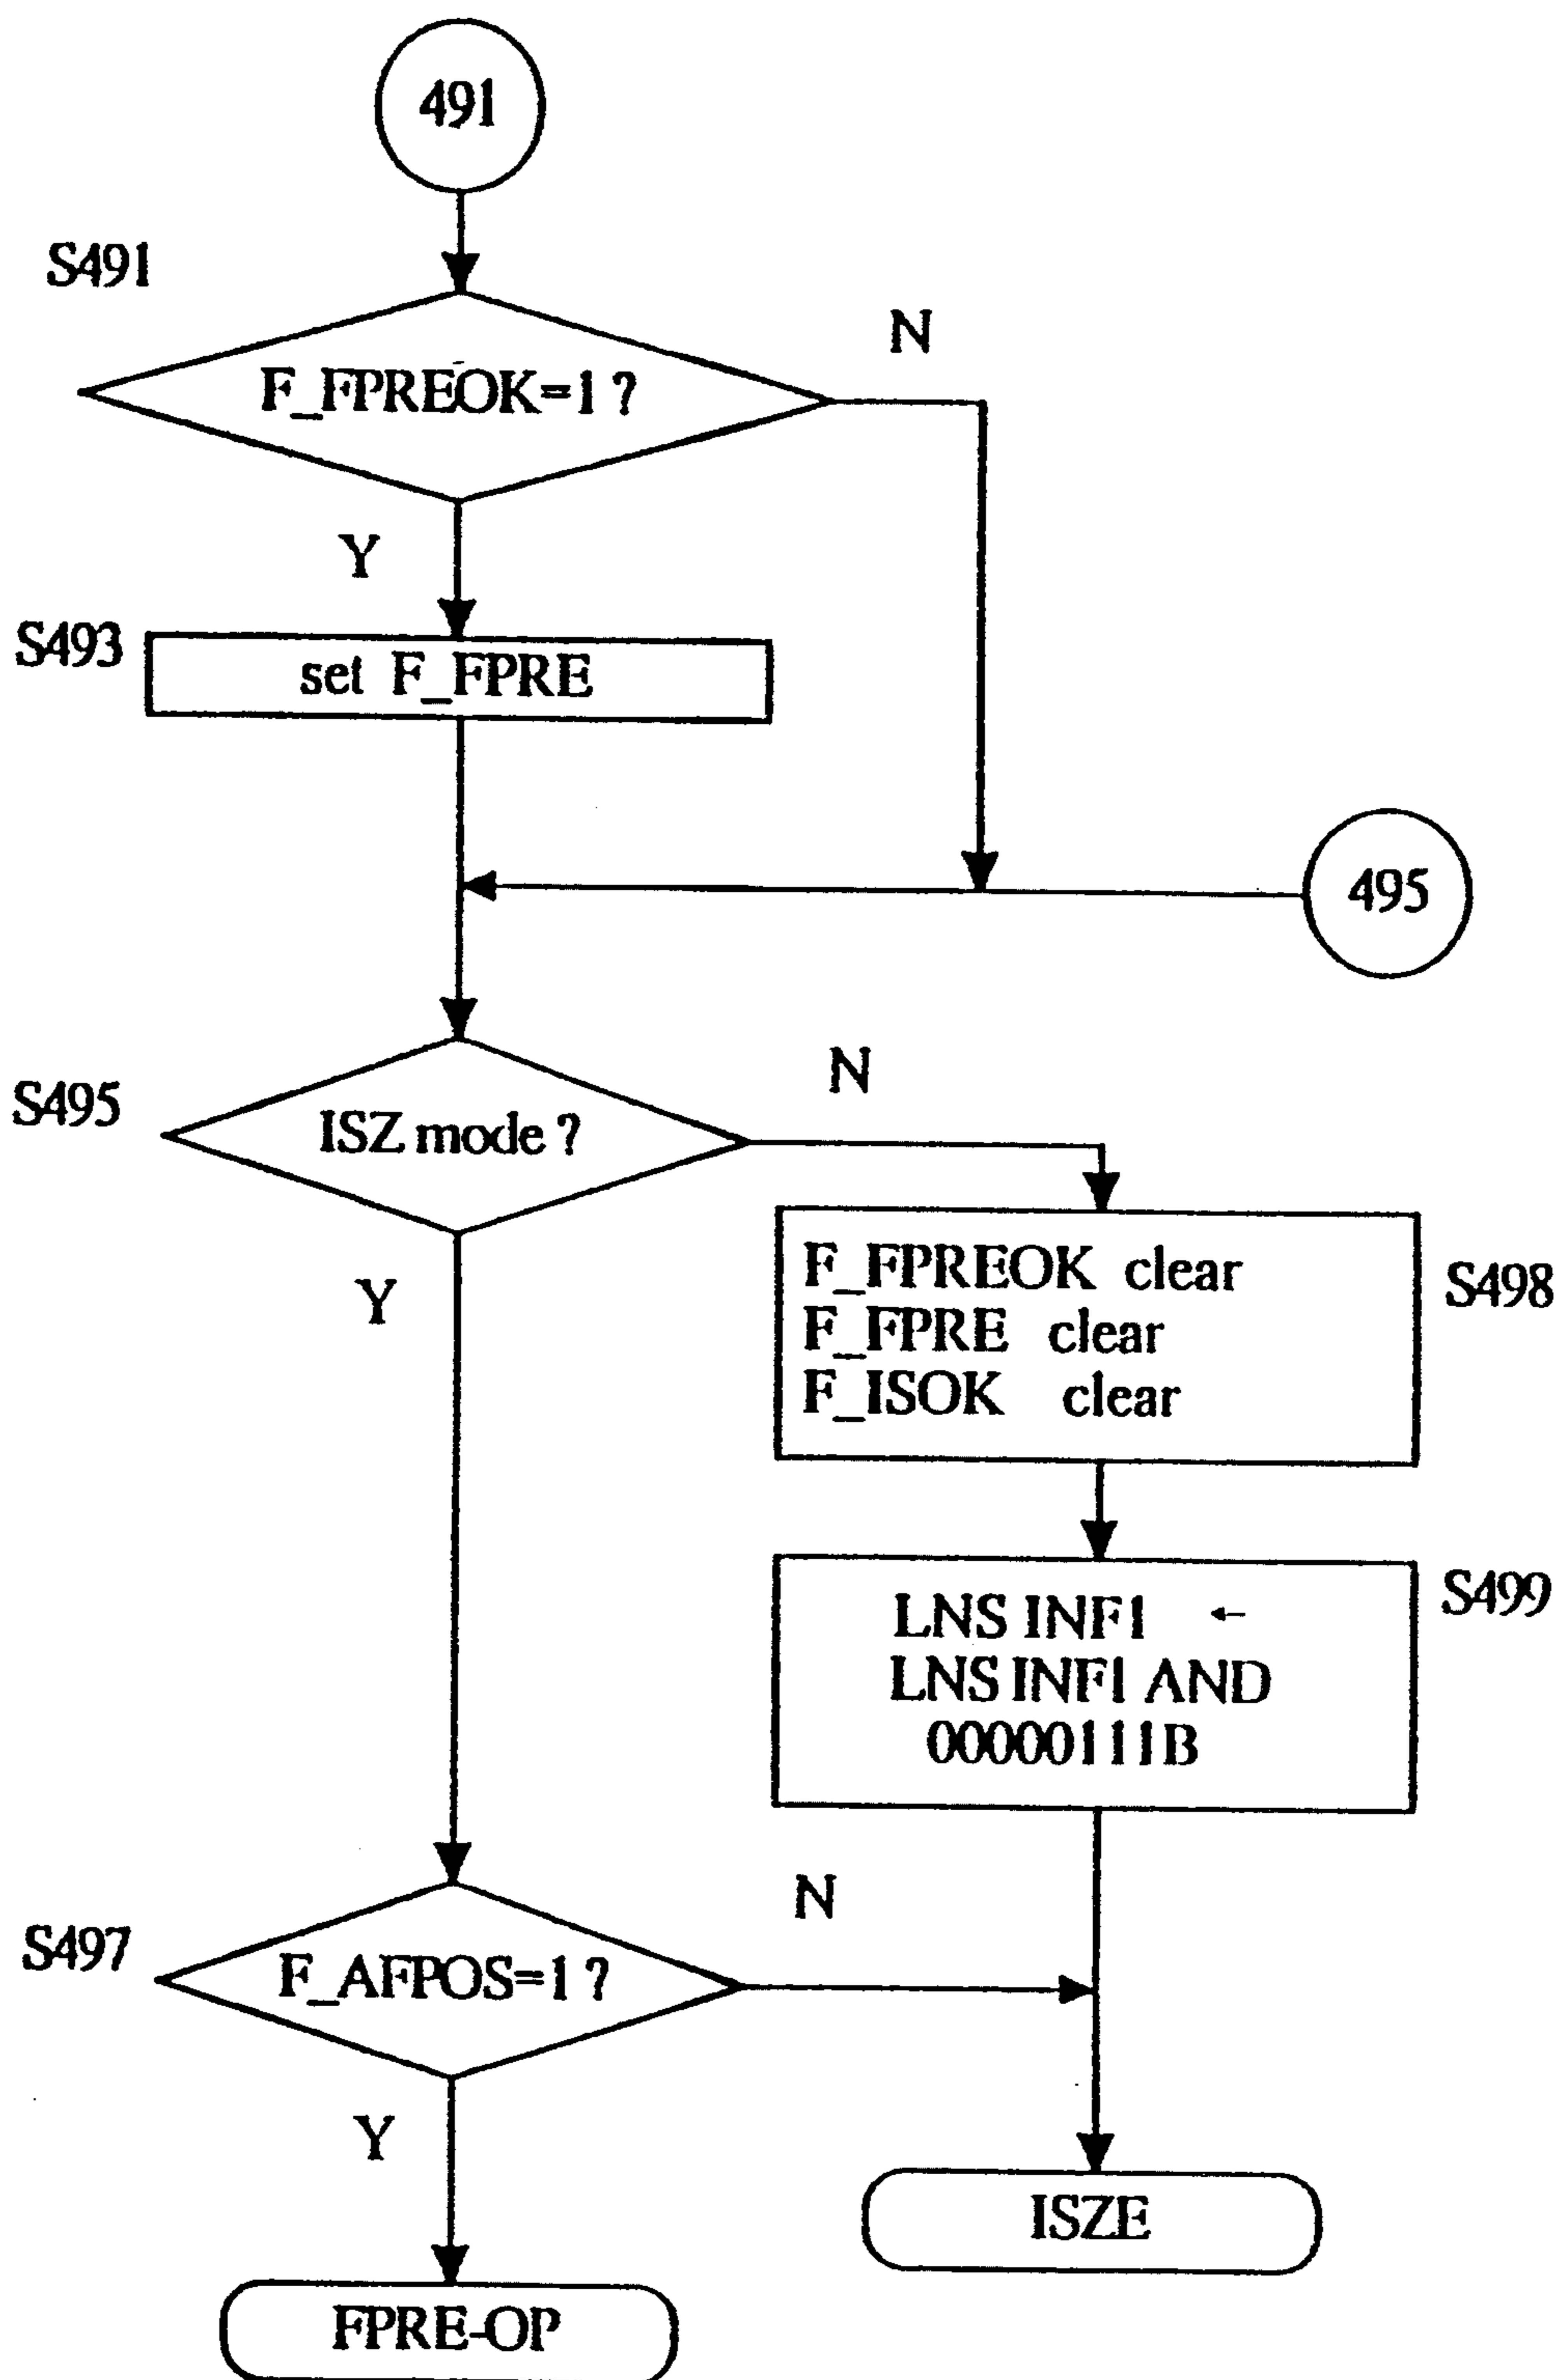 491
S491
N
F_FPREOK=1 ?
Y
S493
set F_FPRE
495
S495
N
ISZ mode ?
Y
F_FPREOK clear
F_FPRE clear
F_ISOK clear
S498
LNS INF1 ←
LNS INF1 AND
00000111B
S499
S497
N
F_AFPOS=1 ?
Y
ISZE
FPRE-OP